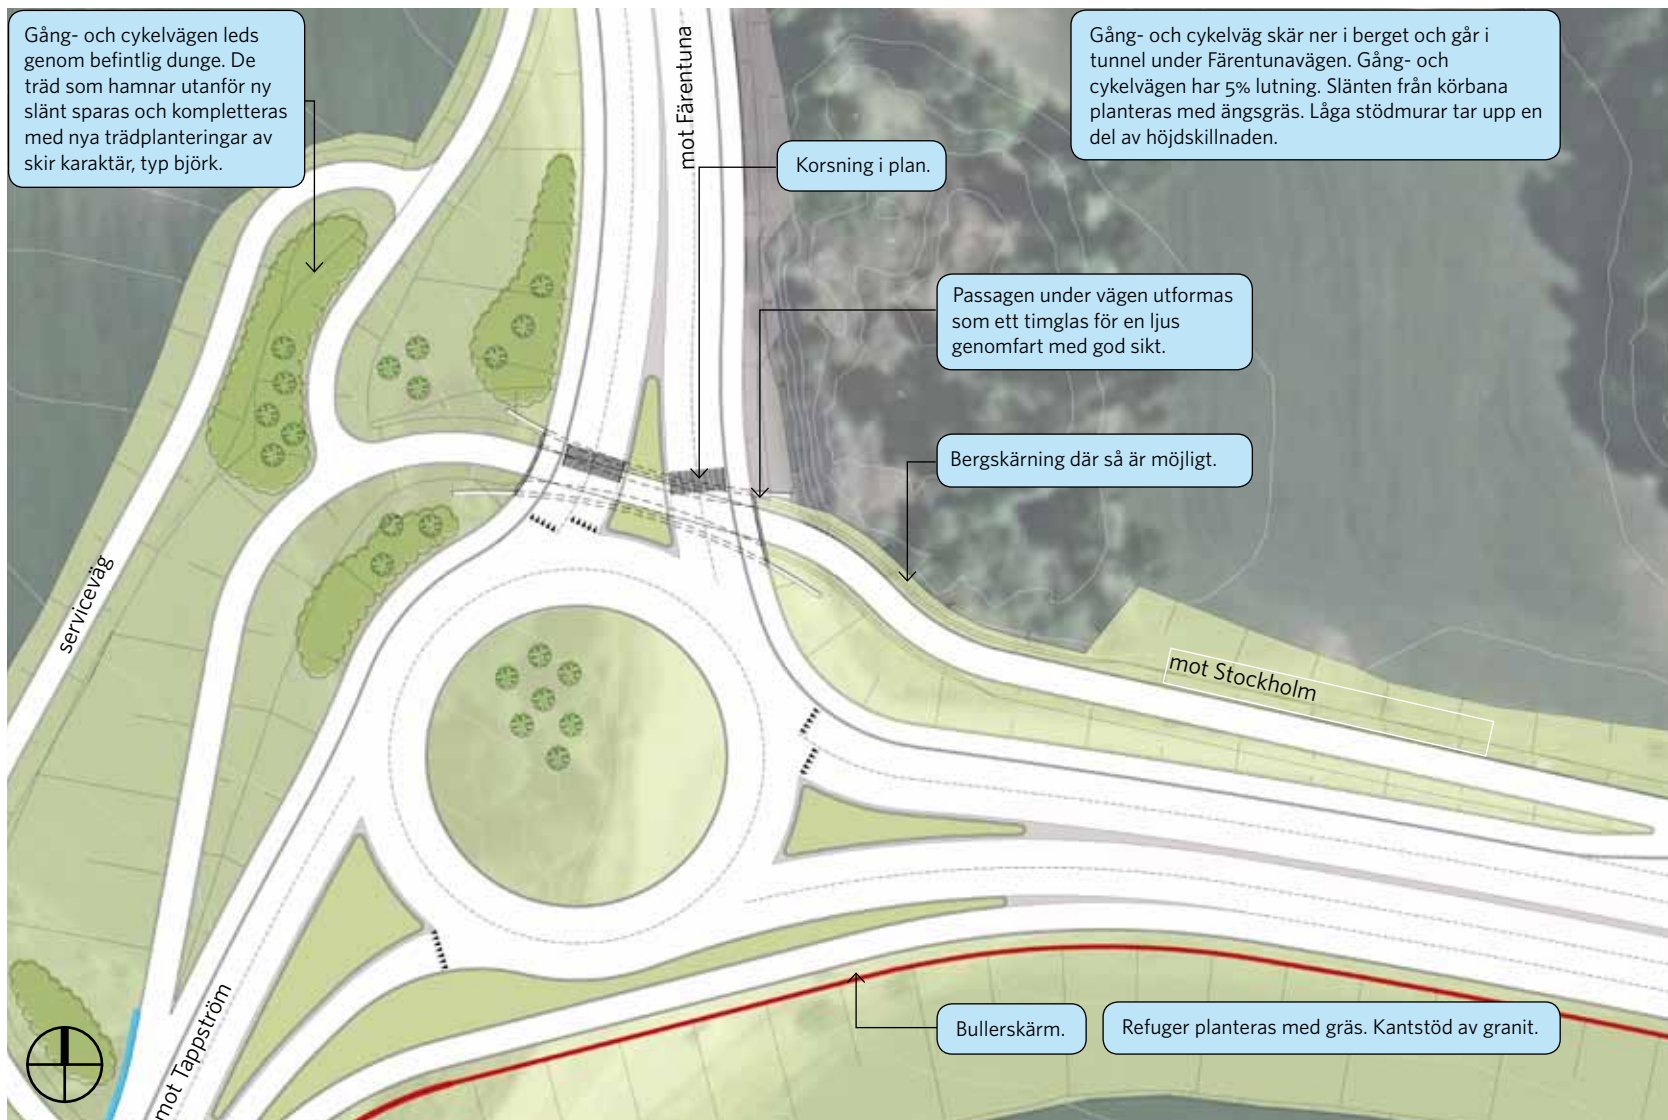 Gång- och cykelvägen leds
genom befintlig dunge. De
träd som hamnar utanför ny
slänt sparas och kompletteras
med nya trädplanteringar av
skir karaktär, typ björk.
mot Färentuna
Gång- och cykelväg skär ner i berget och går i
tunnel under Färentunavägen. Gång- och
cykelvägen har 5% lutning. Slänten från körbana
planteras med ängsgräs. Låga stödmurar tar upp en
del av höjdskillnaden.
Korsning i plan.
Passagen under vägen utformas
som ett timglas för en ljus
genomfart med god sikt.
Bergskärning där så är möjligt.
serviceväg
mot Stockholm
mot Tappström
Bullerskärm.
Refuger planteras med gräs. Kantstöd av granit.